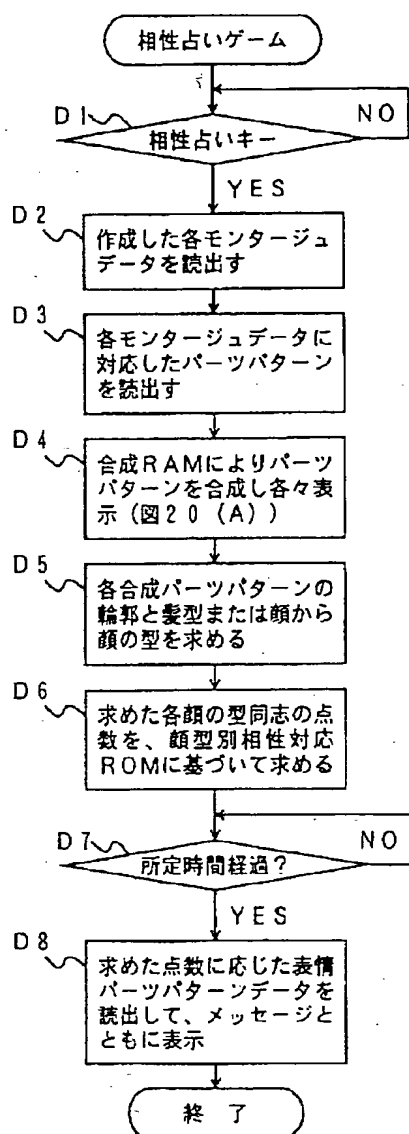 相性占いゲーム
D1
相性占いキー
NO
YES
D2
作成した各モンタージュ
データを読出す
D3
各モンタージュデータに
対応したパーツパターン
を読出す
D4
合成RAMによりパーツ
パターンを合成し各々表
示(図20(A))
D5
各合成パーツパターンの
輪郭と髪型または顔から
顔の型を求める
D6
求めた各顔の型同志の点
数を、顔型別相性対応
ROMに基づいて求める
D7
所定時間経過?
NO
YES
D8
求めた点数に応じた表情
パーツパターンデータを
読出して、メッセージと
ともに表示
終了